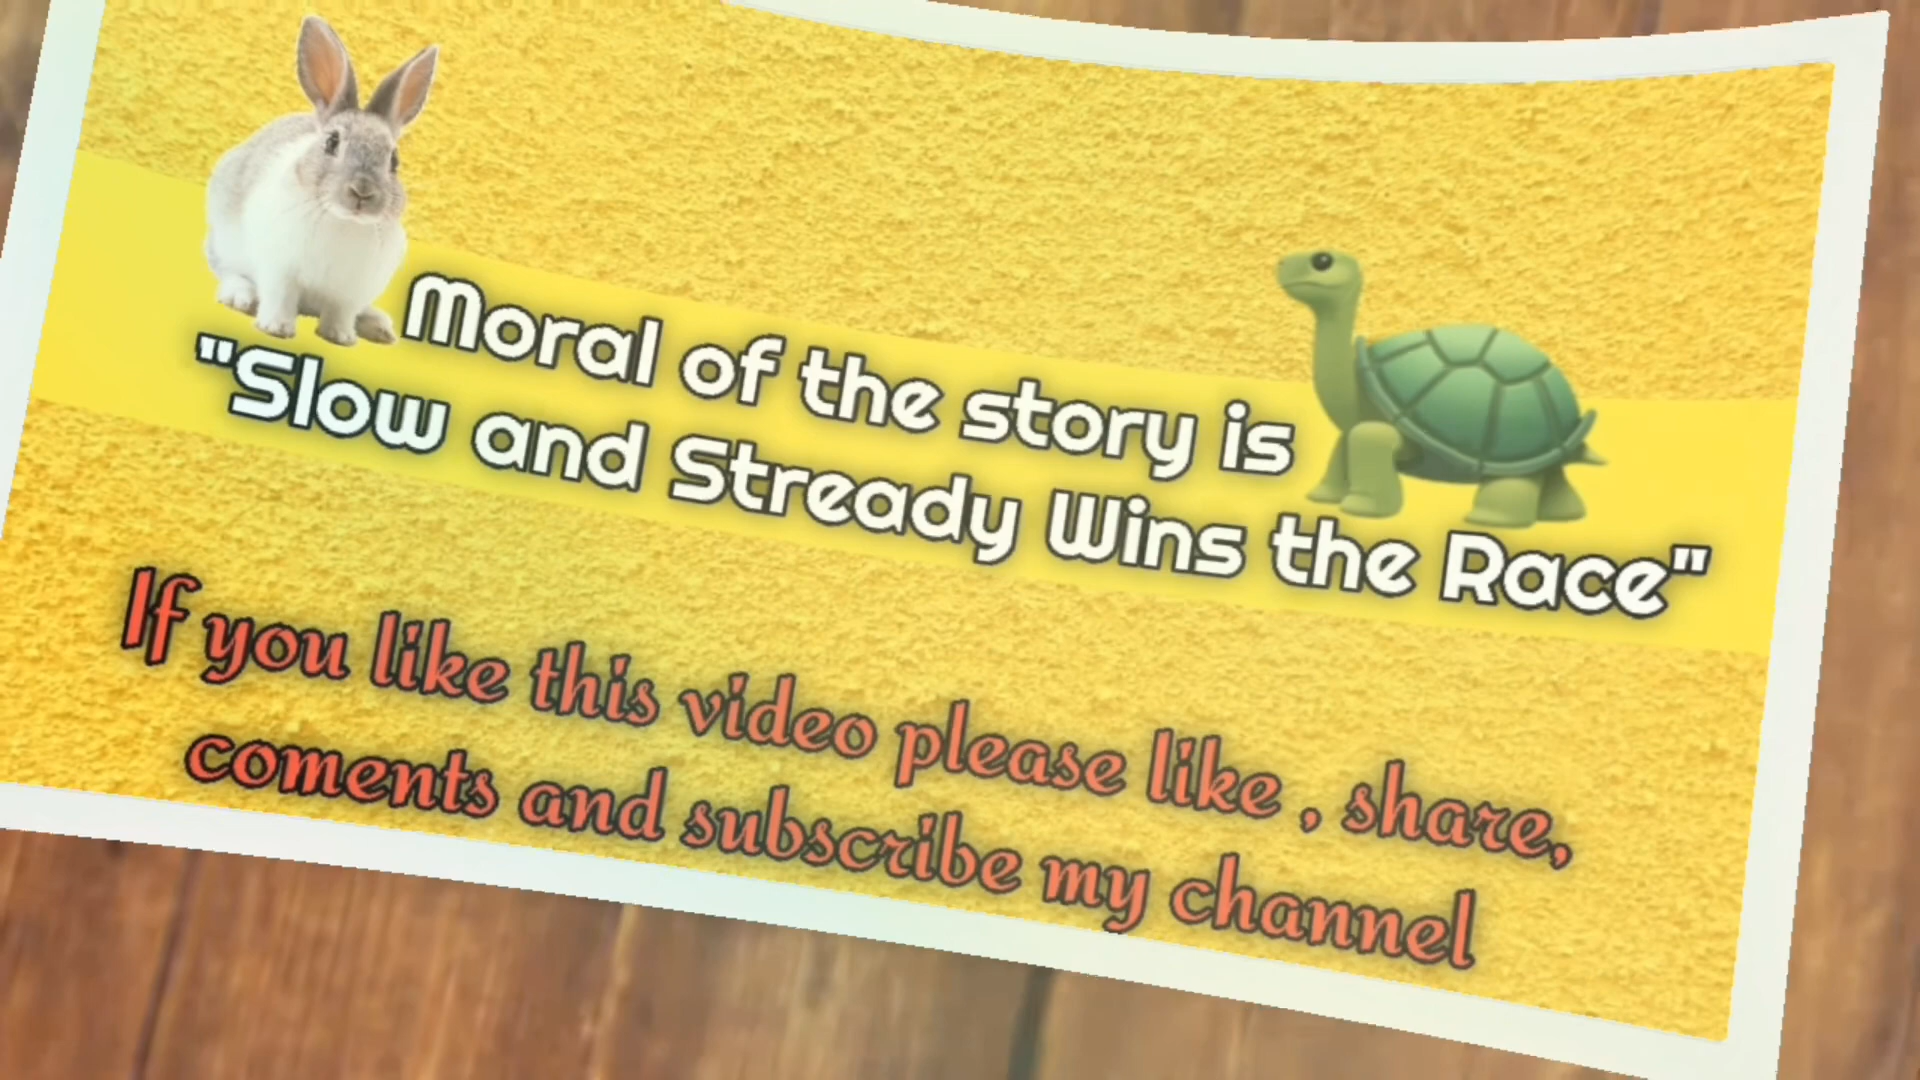 Moral of the story is
"Slow and Stready Wins the Race"
If you like this video please like , share,
coments and subscribe my channel